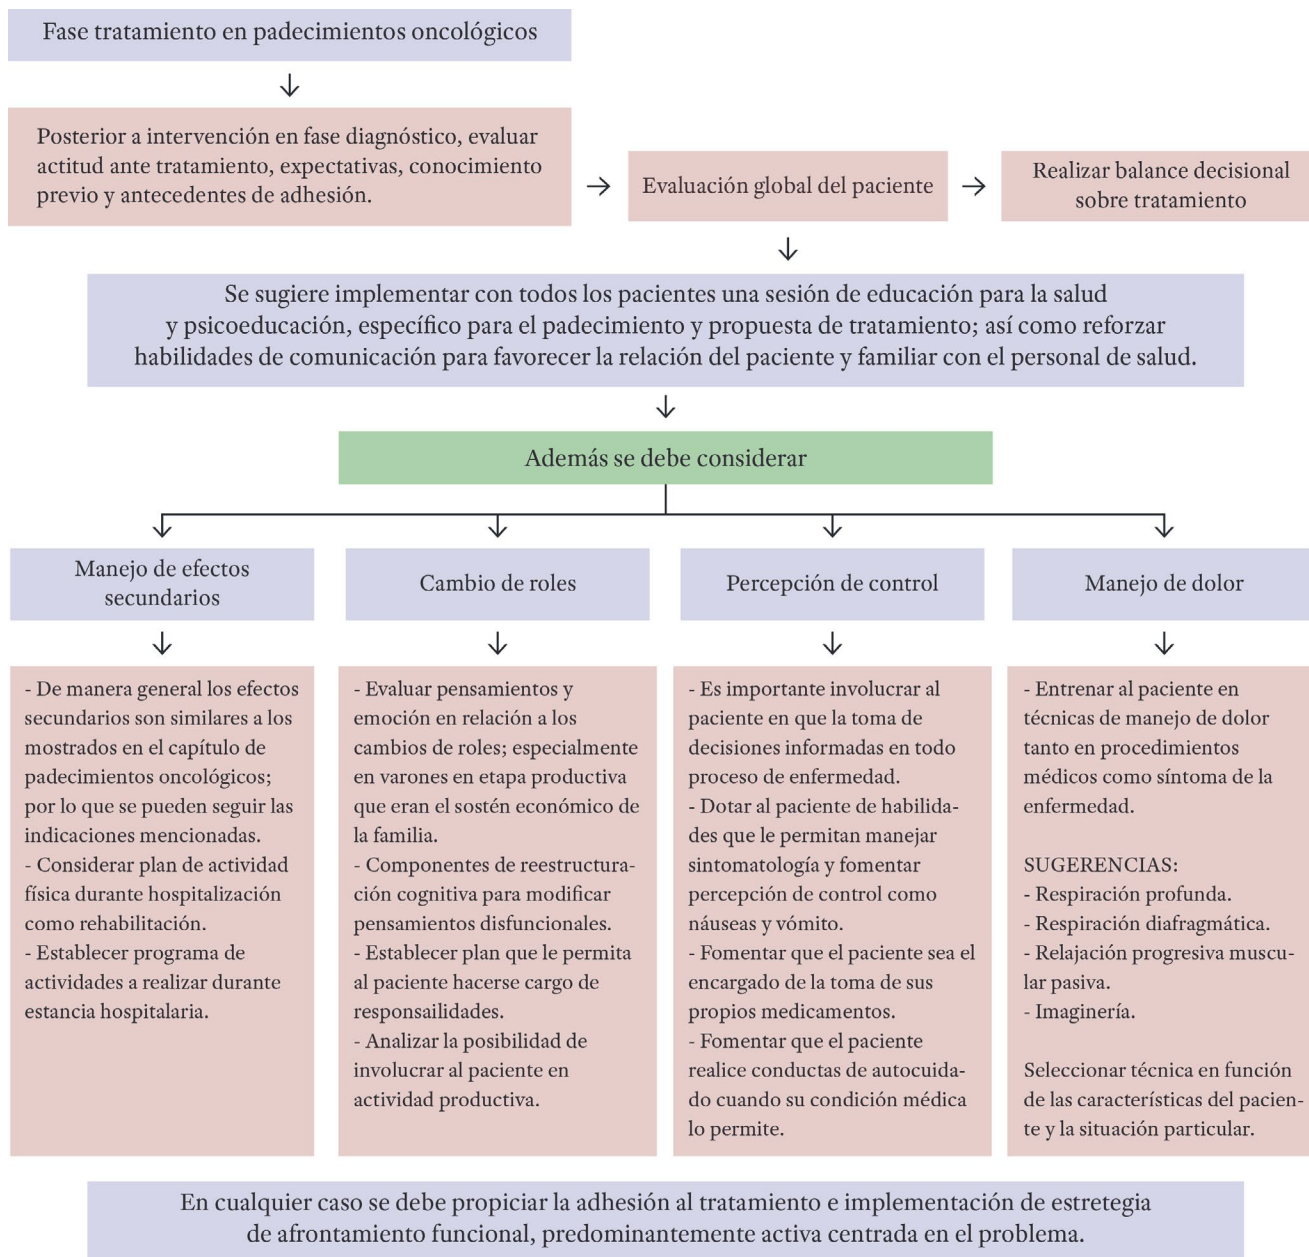 Fase tratamiento en padecimientos oncológicos
Posterior a intervención en fase diagnóstico, evaluar
actitud ante tratamiento, expectativas, conocimiento
previo y antecedentes de adhesión.
Evaluación global del paciente
Realizar balance decisional
sobre tratamiento
Se sugiere implementar con todos los pacientes una sesión de educación para la salud
y psicoeducación, específico para el padecimiento y propuesta de tratamiento; así como reforzar
habilidades de comunicación para favorecer la relación del paciente y familiar con el personal de salud.
Además se debe considerar
Manejo de efectos
secundarios
- De manera general los efectos
secundarios son similares a los
mostrados en el capítulo de
padecimientos oncológicos;
por lo que se pueden seguir las
indicaciones mencionadas.
- Considerar plan de actividad
física durante hospitalización
como rehabilitación.
- Establecer programa de
actividades a realizar durante
estancia hospitalaria.
Cambio de roles
- Evaluar pensamientos y
emoción en relación a los
cambios de roles; especialmente
en varones en etapa productiva
que eran el sostén económico de
la familia.
- Componentes de reestructura-
ción cognitiva para modificar
pensamientos disfuncionales.
- Establecer plan que le permita
al paciente hacerse cargo de
responsailidades.
- Analizar la posibilidad de
involucrar al paciente en
actividad productiva.
Percepción de control
- Es importante involucrar al
paciente en que la toma de
decisiones informadas en todo
proceso de enfermedad.
- Dotar al paciente de habilida-
des que le permitan manejar
sintomatología y fomentar
percepción de control como
náuseas y vómito.
- Fomentar que el paciente sea el
encargado de la toma de sus
propios medicamentos.
- Fomentar que el paciente
realice conductas de autocuida-
do cuando su condición médica
lo permite.
Manejo de dolor
- Entrenar al paciente en
técnicas de manejo de dolor
tanto en procedimientos
médicos como síntoma de la
enfermedad.
SUGERENCIAS:
- Respiración profunda.
- Respiración diafragmática.
- Relajación progresiva muscu-
lar pasiva.
- Imaginería.
Seleccionar técnica en función
de las características del pacien-
te y la situación particular.
En cualquier caso se debe propiciar la adhesión al tratamiento e implementación de estretegia
de afrontamiento funcional, predominantemente activa centrada en el problema.